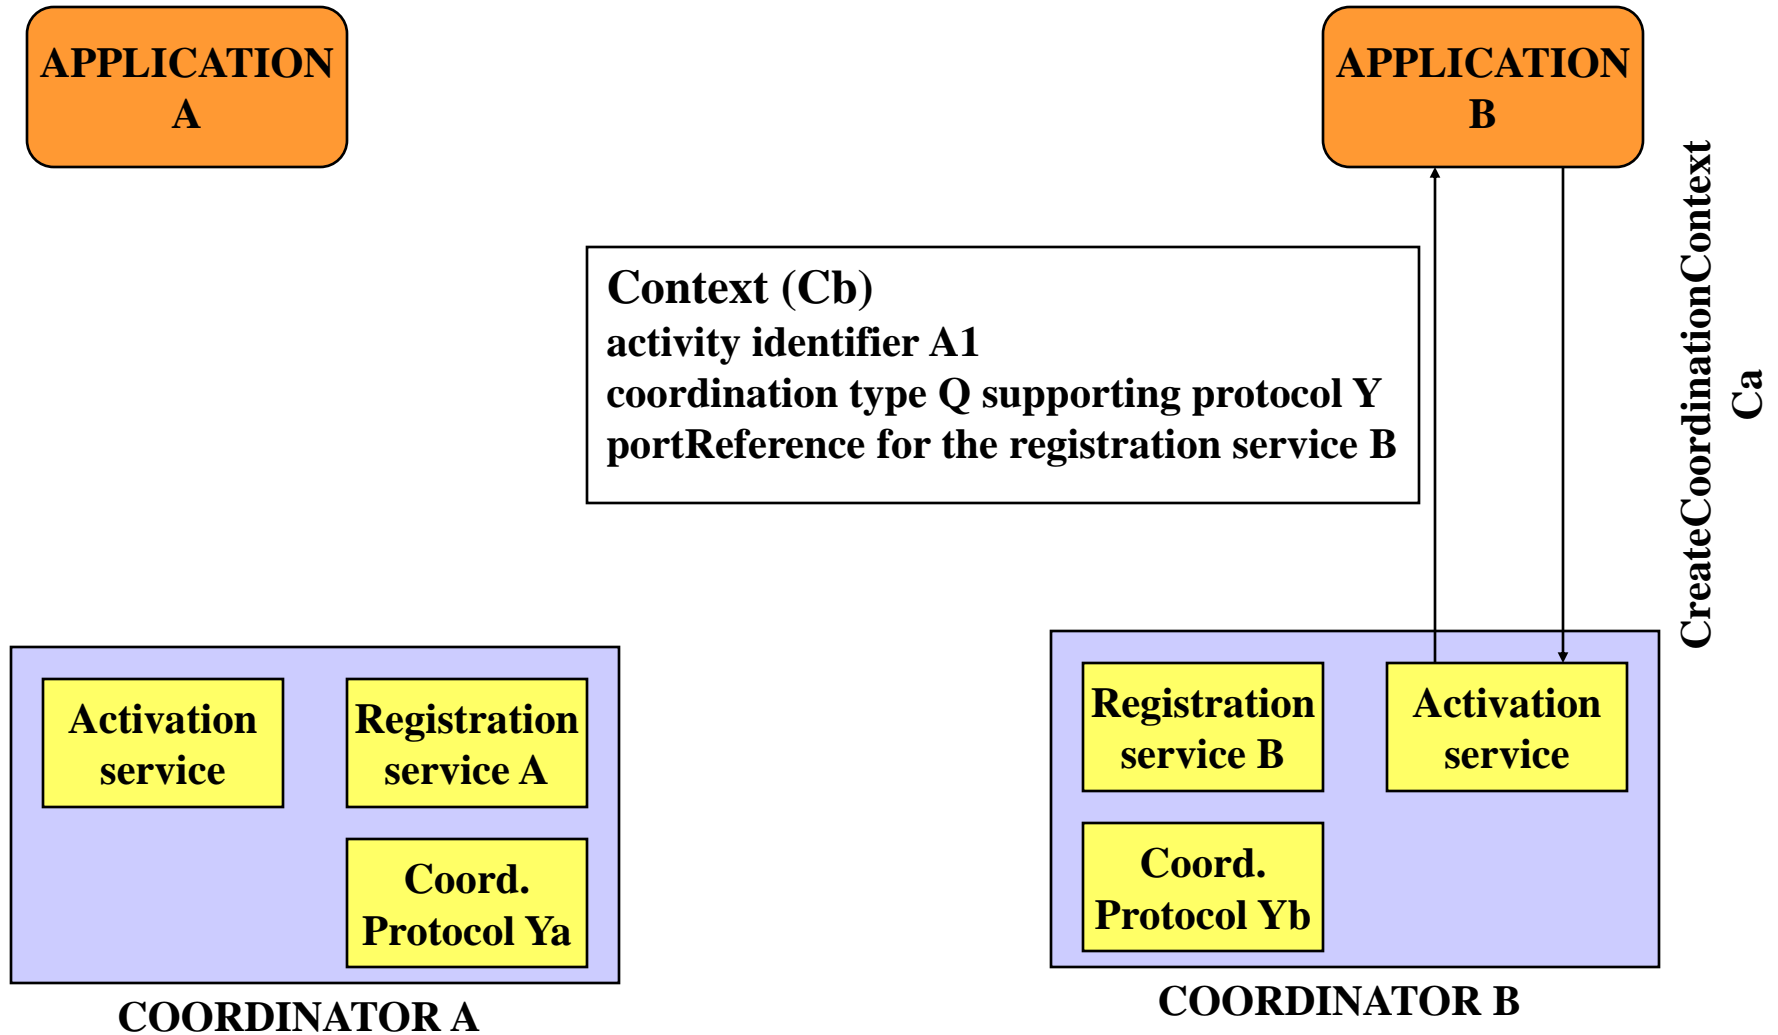 APPLICATION
A
APPLICATION
B
CreateCoordinationContext
Ca
Context (Cb)
activity identifier A1
coordination type Q supporting protocol Y
portReference for the registration service B
Activation
service
Registration
service A
Coord.
Protocol Ya
COORDINATOR A
Registration
service B
Activation
service
Coord.
Protocol Yb
COORDINATOR B